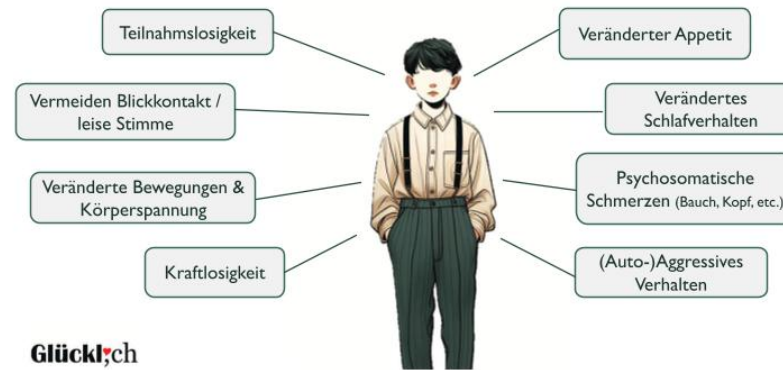 Teilnahmslosigkeit
Vermeiden Blickkontakt /
leise Stimme
Veränderte Bewegungen &
Körperspannung
Kraftlosigkeit
Veränderter Appetit
Verändertes
Schlafverhalten
Psychosomatische
Schmerzen (Bauch, Kopf, etc.)
(Auto-)Aggressives
Verhalten
Glückl;ch